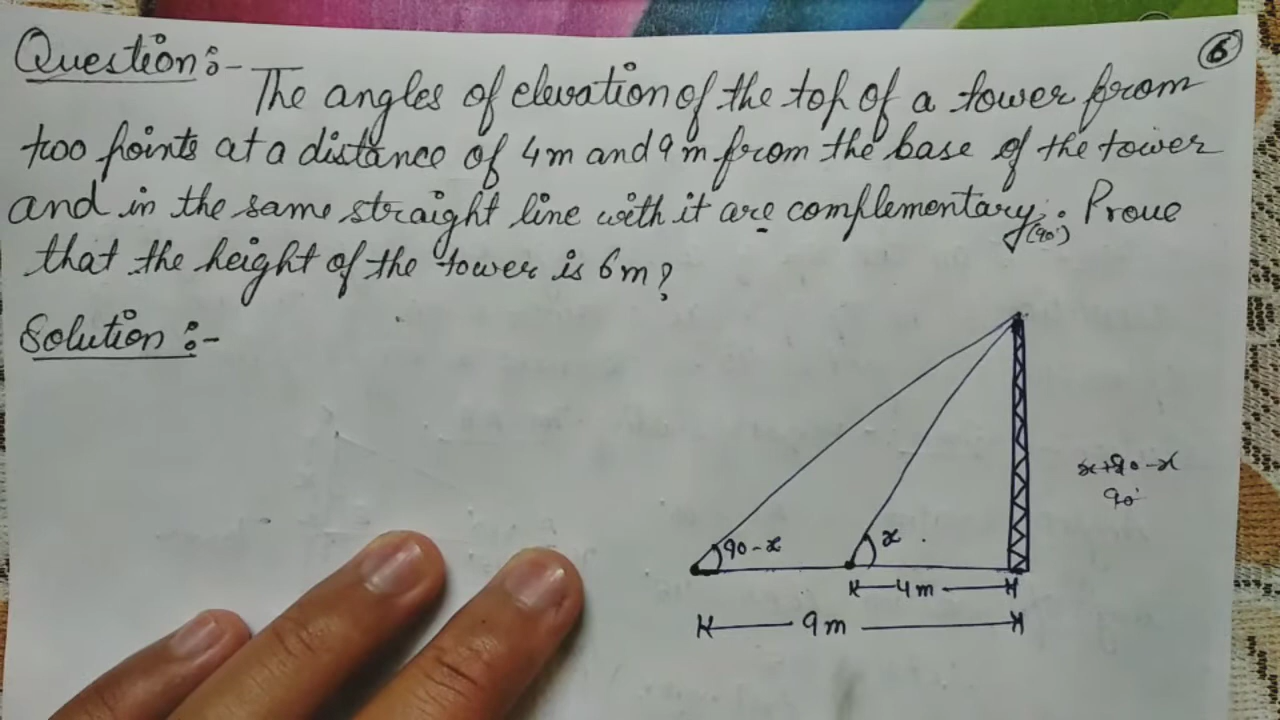 Question:-
6
The angles of elevation of the top of a tower from
two points at a distance of 4m and 9m from the base of the tower
and in the same straight line with it are complementary. Prove
(90°)
that the height of the tower is 6m?
Solution :-
x+90-x
90°
90-x
x
4m
9m